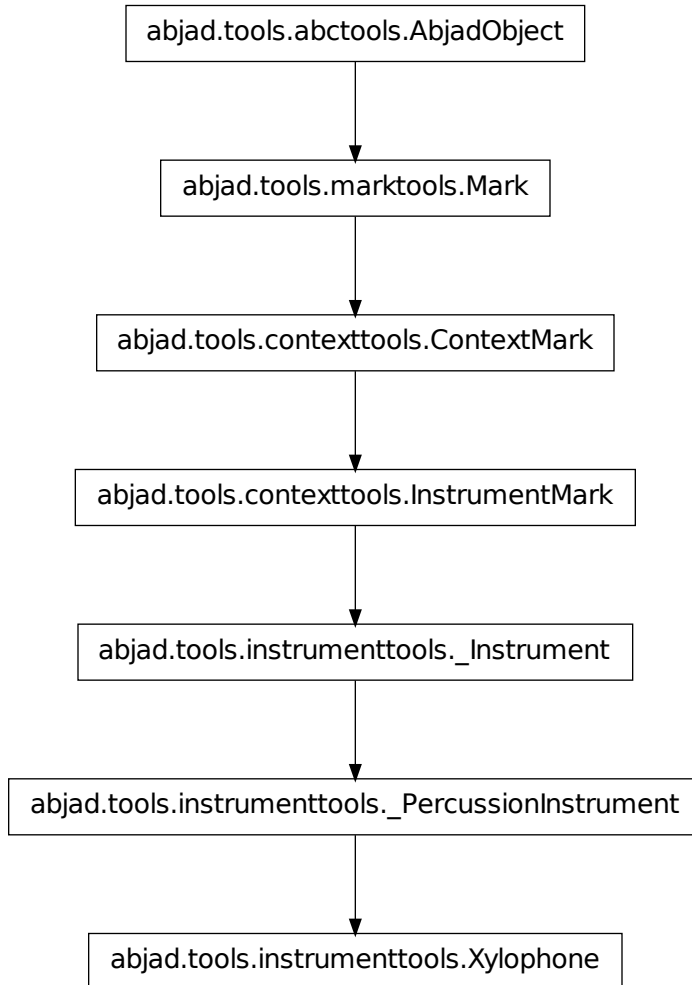 abjad.tools.abctools.AbjadObject
abjad.tools.marktools.Mark
abjad.tools.contexttools.ContextMark
abjad.tools.contexttools.InstrumentMark
abjad.tools.instrumenttools._Instrument
abjad.tools.instrumenttools._PercussionInstrument
abjad.tools.instrumenttools.Xylophone